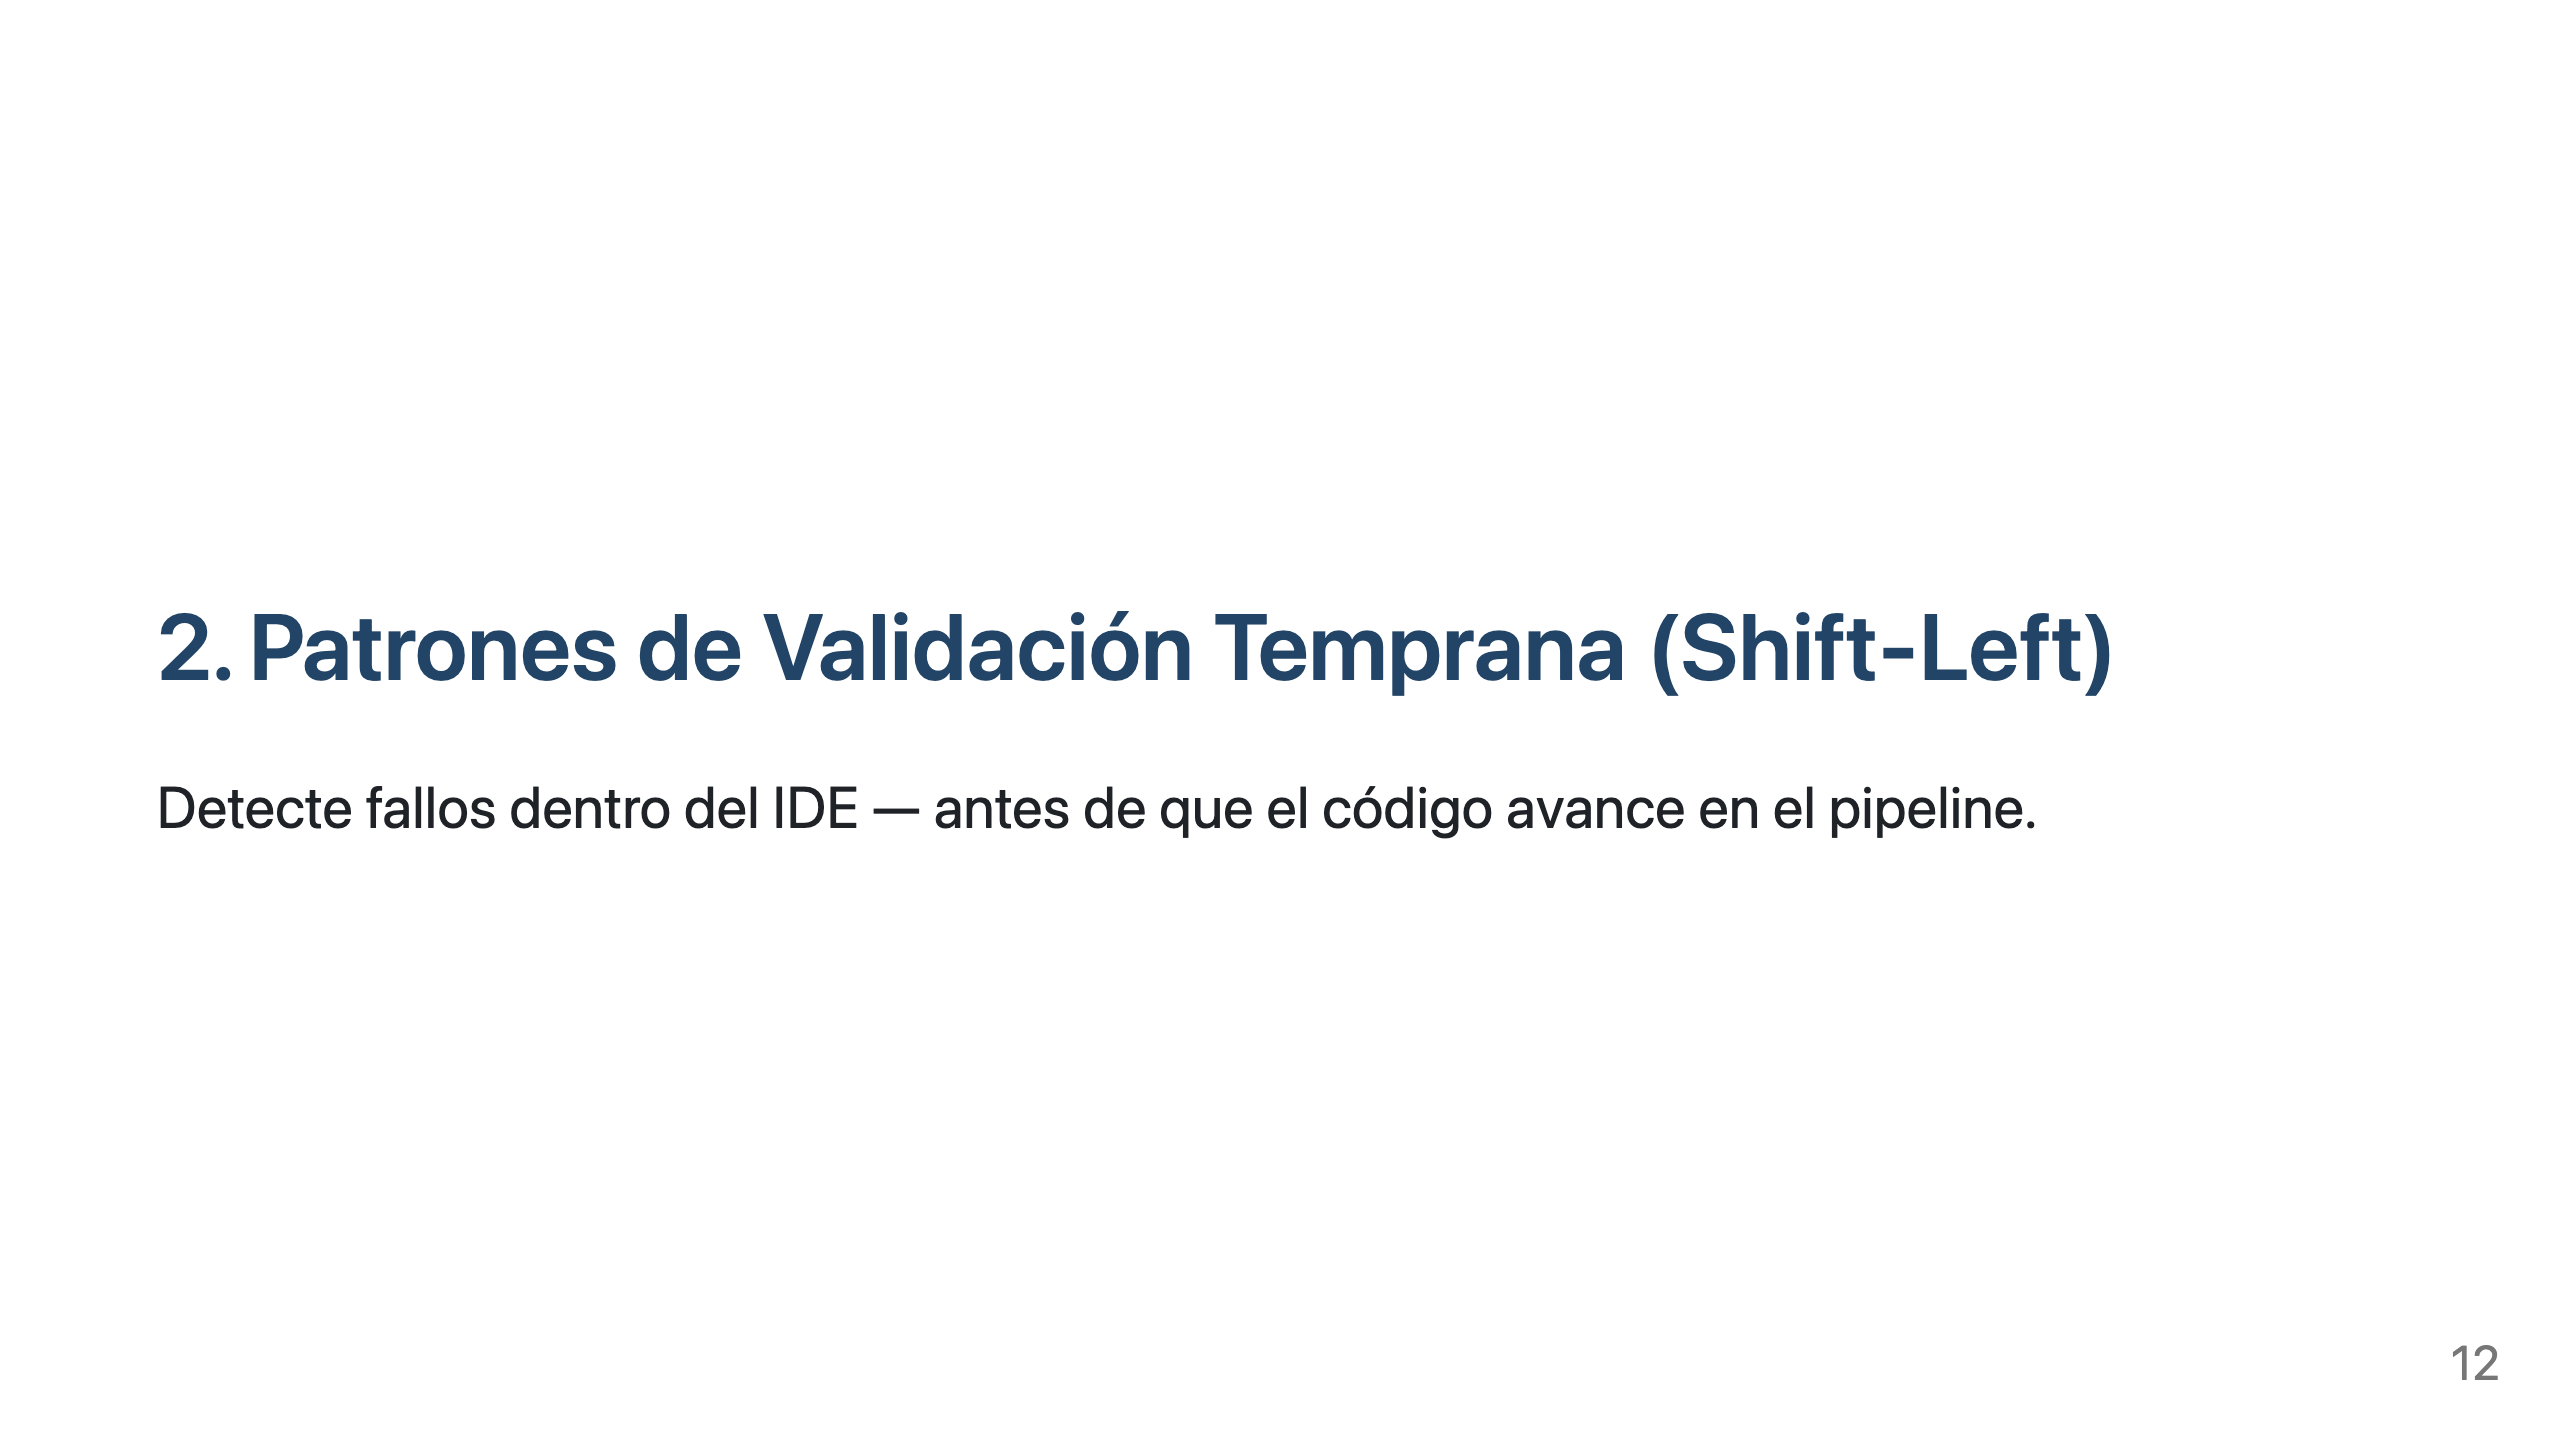 2. Patrones de Validación Temprana (Shift-Left)
Detecte fallos dentro del IDE — antes de que el código avance en el pipeline.
12